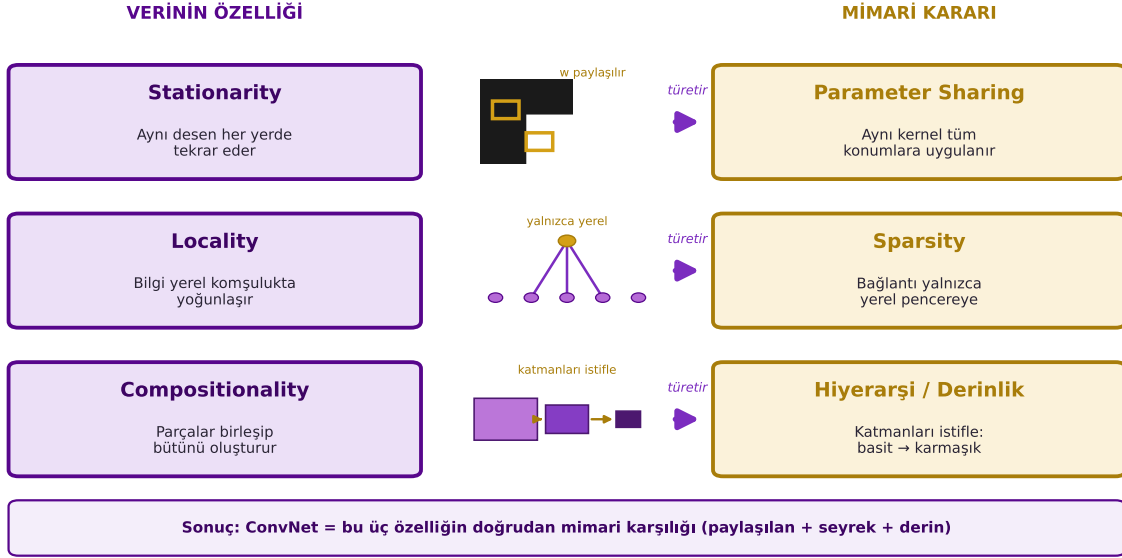 VERİNİN ÖZELLİĞİ
MİMARİ KARARI
Stationarity
Aynı desen her yerde
tekrar eder
w paylaşılır
türetir
Parameter Sharing
Aynı kernel tüm
konumlara uygulanır
Locality
Bilgi yerel komşulukta
yoğunlaşır
yalnızca yerel
türetir
Sparsity
Bağlantı yalnızca
yerel pencereye
Compositionality
Parçalar birleşip
bütünü oluşturur
katmanları istifle
türetir
Hiyerarşi / Derinlik
Katmanları istifle:
basit → karmaşık
Sonuç: ConvNet = bu üç özelliğin doğrudan mimari karşılığı (paylaşılan + seyrek + derin)